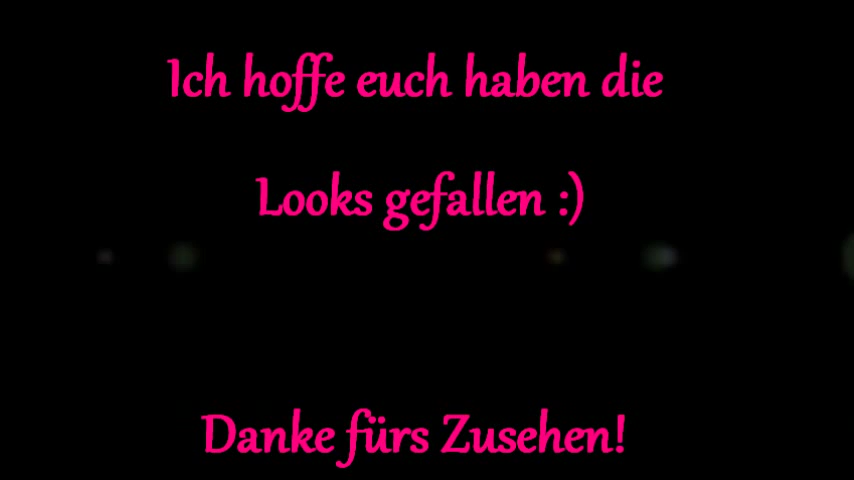 Ich hoffe euch haben die
Looks gefallen :)
Danke fürs Zusehen!